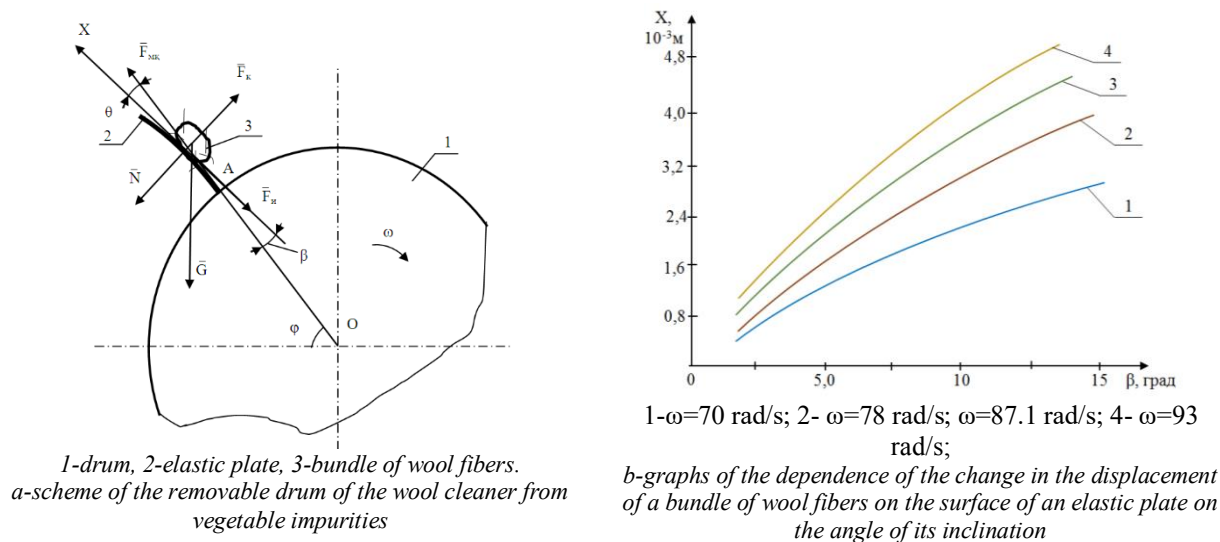 X
F̄мк
F̄к
θ
2
3
1
N̄
A
F̄и
ω
β
Ḡ
φ
O
1-drum, 2-elastic plate, 3-bundle of wool fibers.
a-scheme of the removable drum of the wool cleaner from
vegetable impurities
X,
10⁻³м
4,8
4,0
3,2
2,4
1,6
0,8
4
3
2
1
0 5,0 10 15 β, град
1-ω=70 rad/s; 2- ω=78 rad/s; ω=87.1 rad/s; 4- ω=93
rad/s;
b-graphs of the dependence of the change in the displacement
of a bundle of wool fibers on the surface of an elastic plate on
the angle of its inclination